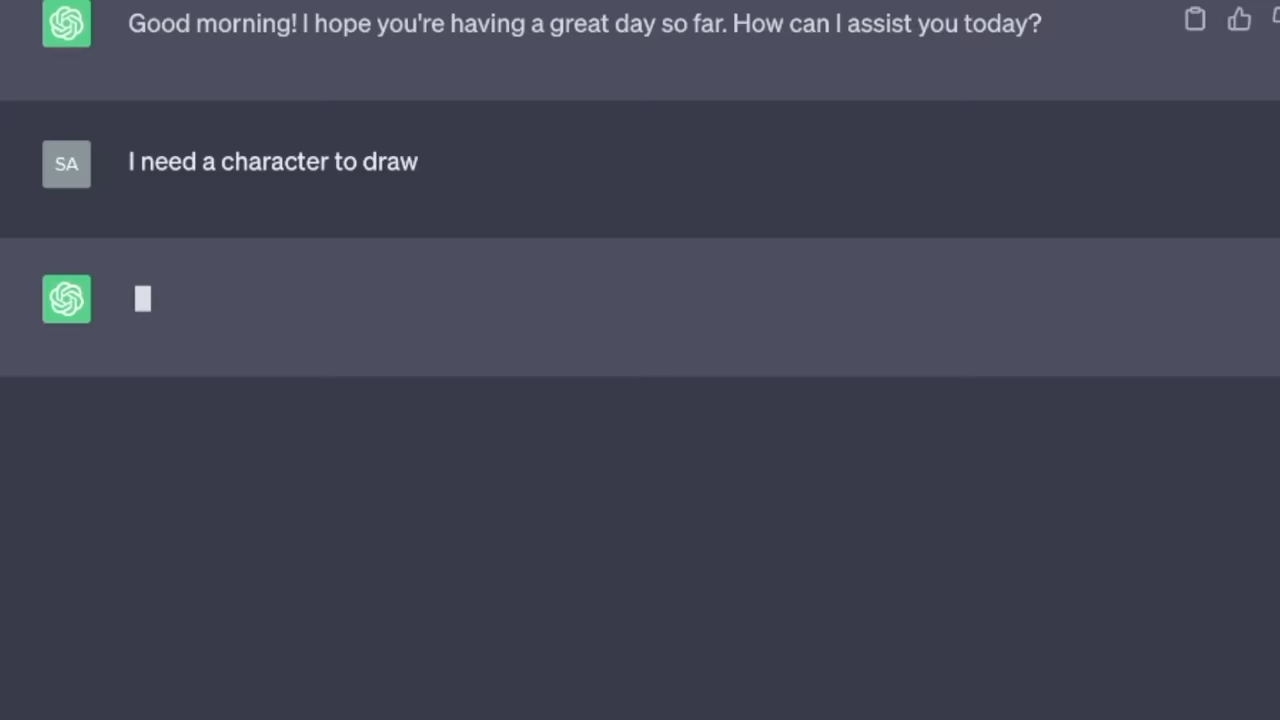 Good morning! I hope you're having a great day so far. How can I assist you today?
SA
I need a character to draw